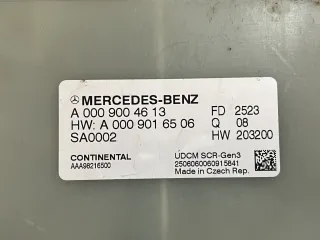 MERCEDES-BENZ
A 000 900 46 13 FD 2523
HW: A 000 901 65 06 Q 08
SA0002 HW 203200
CONTINENTAL UDCM SCR-Gen3
AAA98216500 2506060060915841
Made in Czech Rep.